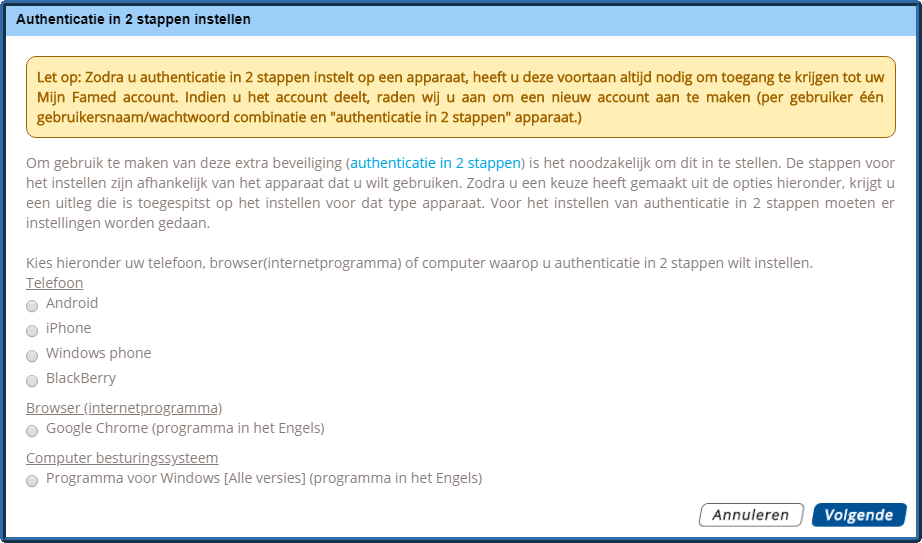 Authenticatie in 2 stappen instellen
Let op: Zodra u authenticatie in 2 stappen instelt op een apparaat, heeft u deze voortaan altijd nodig om toegang te krijgen tot uw
Mijn Famed account. Indien u het account deelt, raden wij u aan om een nieuw account aan te maken (per gebruiker één
gebruikersnaam/wachtwoord combinatie en "authenticatie in 2 stappen" apparaat.)
Om gebruik te maken van deze extra beveiliging (authenticatie in 2 stappen) is het noodzakelijk om dit in te stellen. De stappen voor
het instellen zijn afhankelijk van het apparaat dat u wilt gebruiken. Zodra u een keuze heeft gemaakt uit de opties hieronder, krijgt u
een uitleg die is toegespitst op het instellen voor dat type apparaat. Voor het instellen van authenticatie in 2 stappen moeten er
instellingen worden gedaan.
Kies hieronder uw telefoon, browser(internetprogramma) of computer waarop u authenticatie in 2 stappen wilt instellen.
Telefoon
Android
iPhone
Windows phone
BlackBerry
Browser (internetprogramma)
Google Chrome (programma in het Engels)
Computer besturingssysteem
Programma voor Windows [Alle versies] (programma in het Engels)
Annuleren Volgende